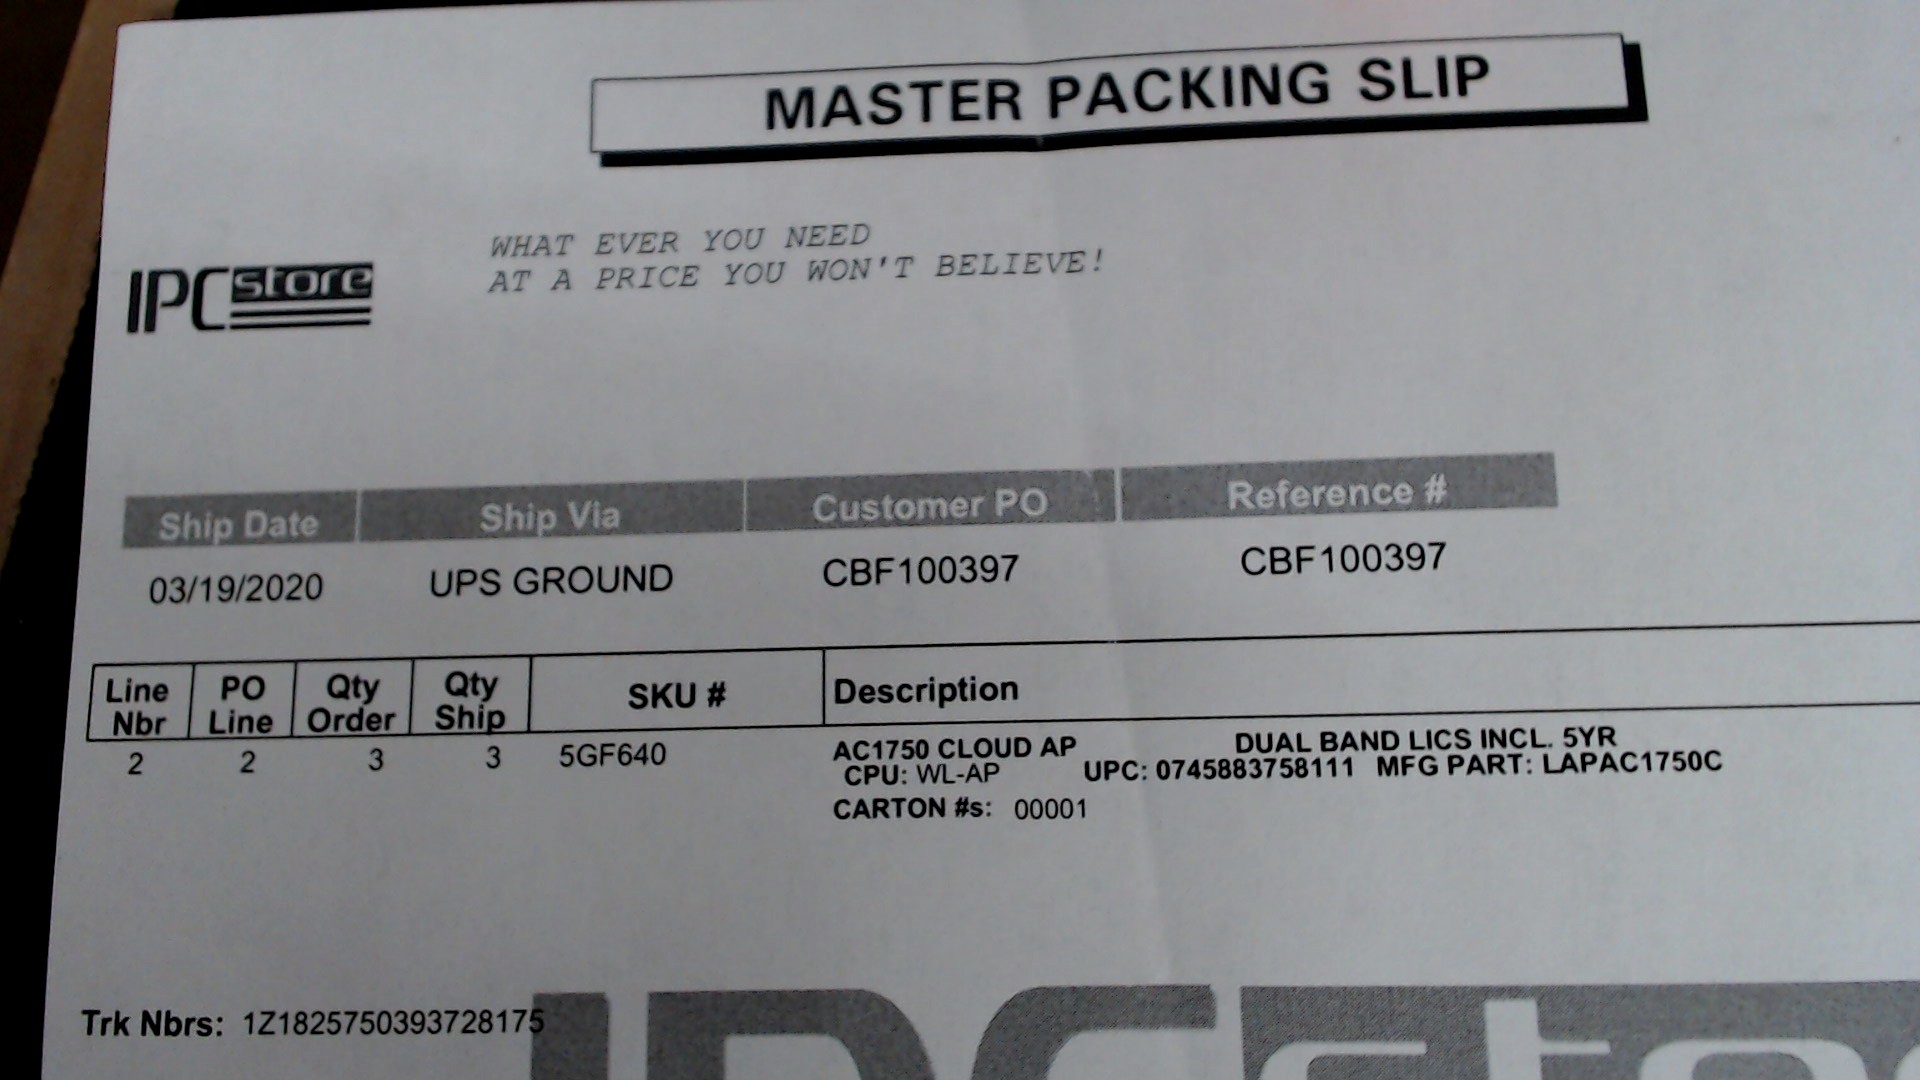 MASTER PACKING SLIP
IPCstore
WHAT EVER YOU NEED
AT A PRICE YOU WON'T BELIEVE!
Ship Date Ship Via Customer PO Reference #
03/19/2020 UPS GROUND CBF100397 CBF100397
Line Nbr PO Line Qty Order Qty Ship SKU # Description
2 2 3 3 5GF640 AC1750 CLOUD AP DUAL BAND LICS INCL. 5YR
CPU: WL-AP UPC: 0745883758111 MFG PART: LAPAC1750C
CARTON #s: 00001
Trk Nbrs: 1Z1825750393728175